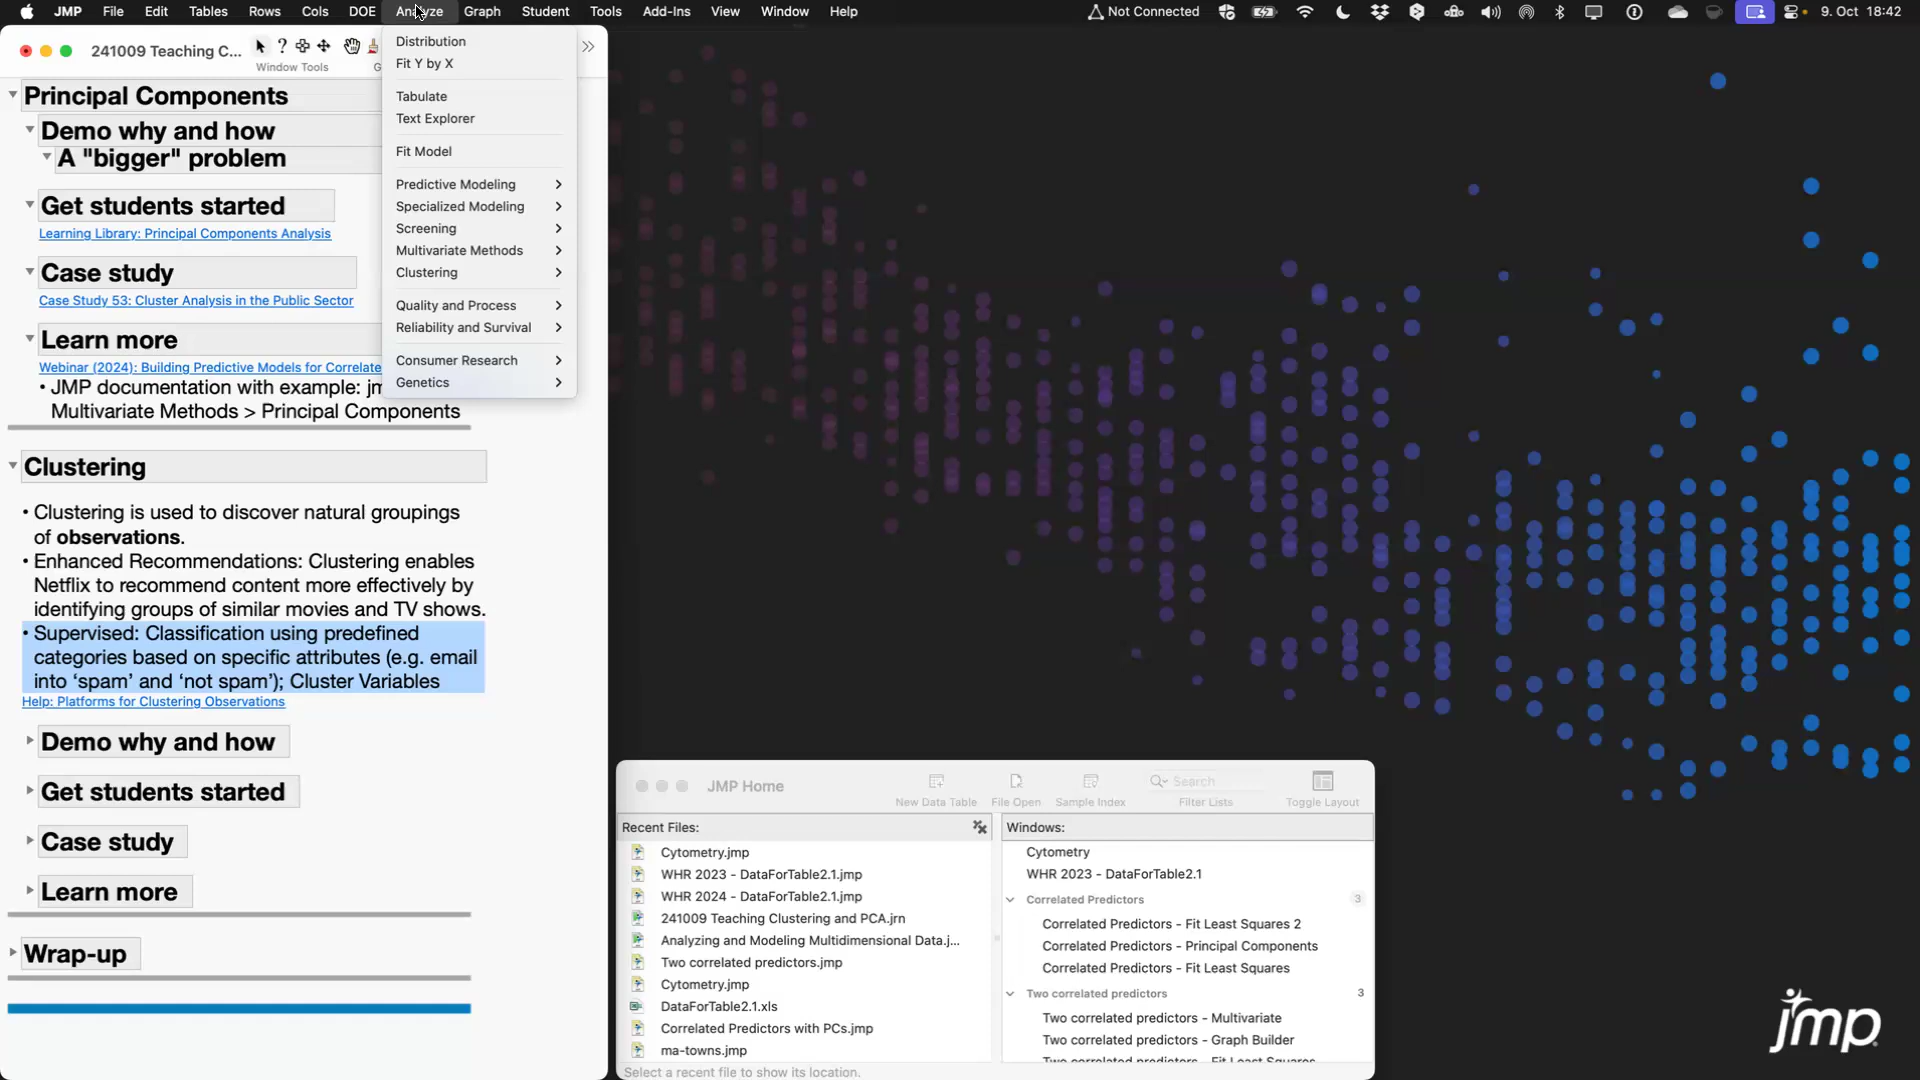 JMP File Edit Tables Rows Cols DOE Analyze Graph Student Tools Add-Ins View Window Help Not Connected 9. Oct 18:42
241009 Teaching C...
Window Tools
Distribution
Fit Y by X
Tabulate
Text Explorer
Fit Model
Predictive Modeling
Specialized Modeling
Screening
Multivariate Methods
Clustering
Quality and Process
Reliability and Survival
Consumer Research
Genetics
Principal Components
Demo why and how
A "bigger" problem
Get students started
Learning Library: Principal Components Analysis
Case study
Case Study 53: Cluster Analysis in the Public Sector
Learn more
Webinar (2024): Building Predictive Models for Correlate
• JMP documentation with example: jm
Multivariate Methods > Principal Components
Clustering
• Clustering is used to discover natural groupings
of observations.
• Enhanced Recommendations: Clustering enables
Netflix to recommend content more effectively by
identifying groups of similar movies and TV shows.
• Supervised: Classification using predefined
categories based on specific attributes (e.g. email
into ‘spam’ and ‘not spam’); Cluster Variables
Help: Platforms for Clustering Observations
Demo why and how
Get students started
Case study
Learn more
Wrap-up
JMP Home
New Data Table
File Open
Sample Index
Search
Filter Lists
Toggle Layout
Recent Files:
Cytometry.jmp
WHR 2023 - DataForTable2.1.jmp
WHR 2024 - DataForTable2.1.jmp
241009 Teaching Clustering and PCA.jrn
Analyzing and Modeling Multidimensional Data.j...
Two correlated predictors.jmp
Cytometry.jmp
DataForTable2.1.xls
Correlated Predictors with PCs.jmp
ma-towns.jmp
Select a recent file to show its location.
Windows:
Cytometry
WHR 2023 - DataForTable2.1
Correlated Predictors 3
Correlated Predictors - Fit Least Squares 2
Correlated Predictors - Principal Components
Correlated Predictors - Fit Least Squares
Two correlated predictors 3
Two correlated predictors - Multivariate
Two correlated predictors - Graph Builder
Two correlated predictors - Fit Least Squares
jmp